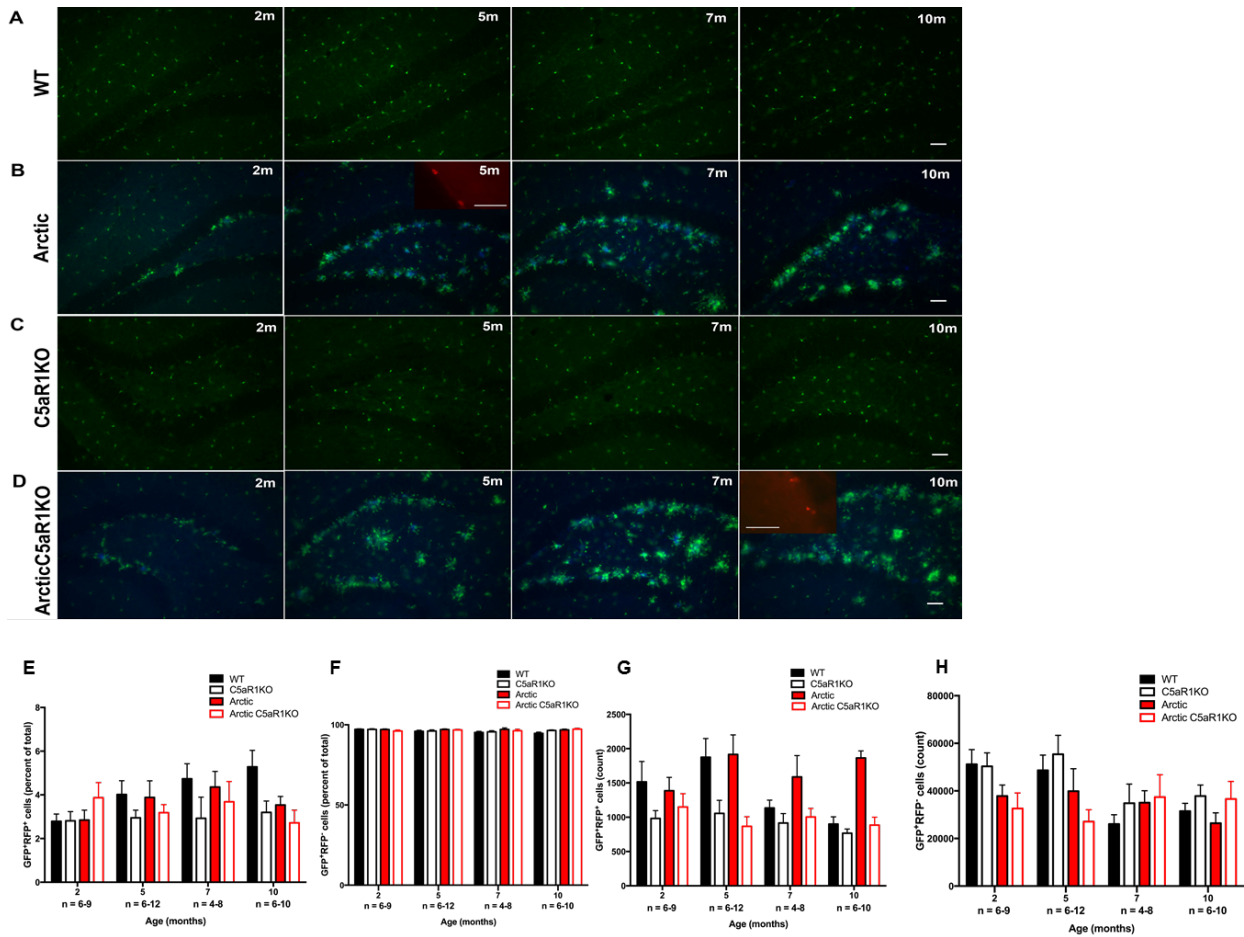 A
WT
2m
5m
7m
10m
B
Arctic
2m
5m
7m
10m
C
C5aR1KO
2m
5m
7m
10m
D
ArcticC5aR1KO
2m
5m
7m
10m
E
WT
C5aR1KO
Arctic
Arctic C5aR1KO
GFP⁺RFP⁺ cells (percent of total)
8
6
4
2
0
2 5 7 10
n = 6-9 n = 6-12 n = 4-8 n = 6-10
Age (months)
F
WT
C5aR1KO
Arctic
Arctic C5aR1KO
GFP⁺RFP⁻ cells (percent of total)
100
50
0
2 5 7 10
n = 6-9 n = 6-12 n = 4-8 n = 6-10
Age (months)
G
WT
C5aR1KO
Arctic
Arctic C5aR1KO
GFP⁺RFP⁺ cells (count)
2500
2000
1500
1000
500
0
2 5 7 10
n = 6-9 n = 6-12 n = 4-8 n = 6-10
Age (months)
H
WT
C5aR1KO
Arctic
Arctic C5aR1KO
GFP⁺RFP⁻ cells (count)
80000
60000
40000
20000
0
2 5 7 10
n = 6-9 n = 6-12 n = 4-8 n = 6-10
Age (months)